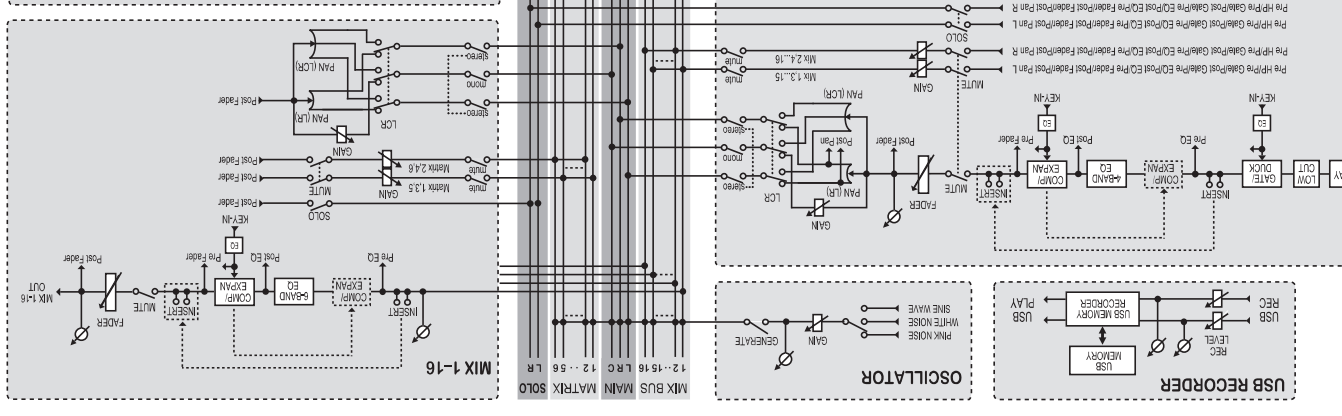 USB RECORDER
USB
REC
REC
LEVEL
USB
MEMORY
USB MEMORY
RECORDER
USB
PLAY
OSCILLATOR
PINK NOISE
WHITE NOISE
SINE WAVE
GAIN
GENERATE
MIX BUS
1 2 ·· 15 16
MAIN
L R C
MATRIX
1 2 ·· 5 6
SOLO
L R
MIX 1–16
INSERT
Pre EQ
COMP/
EXPAN
6-BAND
EQ
Post EQ
COMP/
EXPAN
EQ
KEY-IN
Pre Fader
INSERT
MUTE
FADER
Post Fader
MIX 1-16
OUT
LOW
CUT
GATE/
DUCK
EQ
KEY-IN
INSERT
Pre EQ
COMP/
EXPAN
4-BAND
EQ
Post EQ
COMP/
EXPAN
EQ
KEY-IN
Pre Fader
INSERT
MUTE
FADER
Post Fader
GAIN
PAN (LR)
Post Pan
PAN (LCR)
LCR
stereo
mono
stereo
Pre HP/Pre Gate/Post Gate/Pre EQ/Post EQ/Pre Fader/Post Fader/Post Pan L
Pre HP/Pre Gate/Post Gate/Pre EQ/Post EQ/Pre Fader/Post Fader/Post Pan R
MUTE
GAIN
Mix 1,3...15
mute
Mix 2,4...16
mute
Pre HP/Pre Gate/Post Gate/Pre EQ/Post EQ/Pre Fader/Post Fader/Post Pan L
Pre HP/Pre Gate/Post Gate/Pre EQ/Post EQ/Pre Fader/Post Fader/Post Pan R
SOLO
SOLO
Post Fader
GAIN
Matrix 1,3,5
mute
MUTE
Post Fader
Matrix 2,4,6
mute
Post Fader
GAIN
PAN (LR)
LCR
stereo
Post Fader
mono
PAN (LCR)
stereo